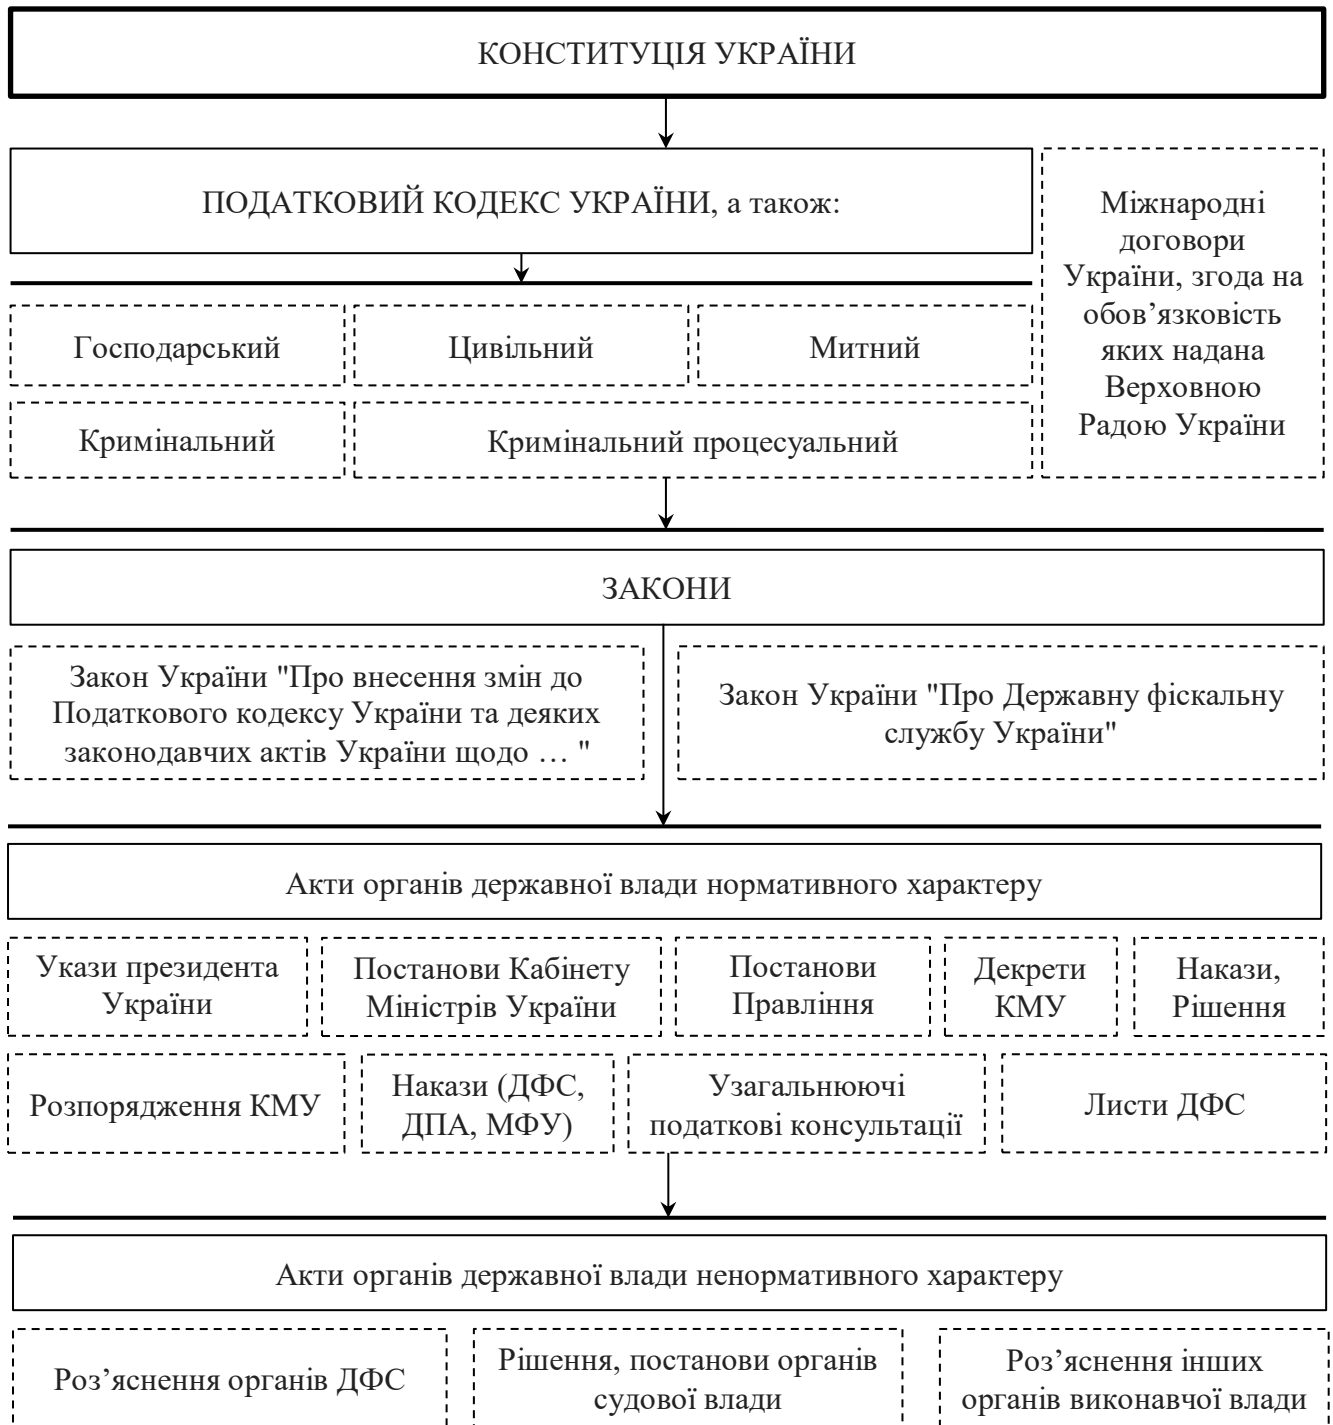 КОНСТИТУЦІЯ УКРАЇНИ
ПОДАТКОВИЙ КОДЕКС УКРАЇНИ, а також:
Міжнародні
договори
України, згода на
обов’язковість
яких надана
Верховною
Радою України
Господарський
Цивільний
Митний
Кримінальний
Кримінальний процесуальний
ЗАКОНИ
Закон України "Про внесення змін до
Податкового кодексу України та деяких
законодавчих актів України щодо … "
Закон України "Про Державну фіскальну
службу України"
Акти органів державної влади нормативного характеру
Укази президента
України
Постанови Кабінету
Міністрів України
Постанови
Правління
Декрети
КМУ
Накази,
Рішення
Розпорядження КМУ
Накази (ДФС,
ДПА, МФУ)
Узагальнюючі
податкові консультації
Листи ДФС
Акти органів державної влади ненормативного характеру
Роз’яснення органів ДФС
Рішення, постанови органів
судової влади
Роз’яснення інших
органів виконавчої влади